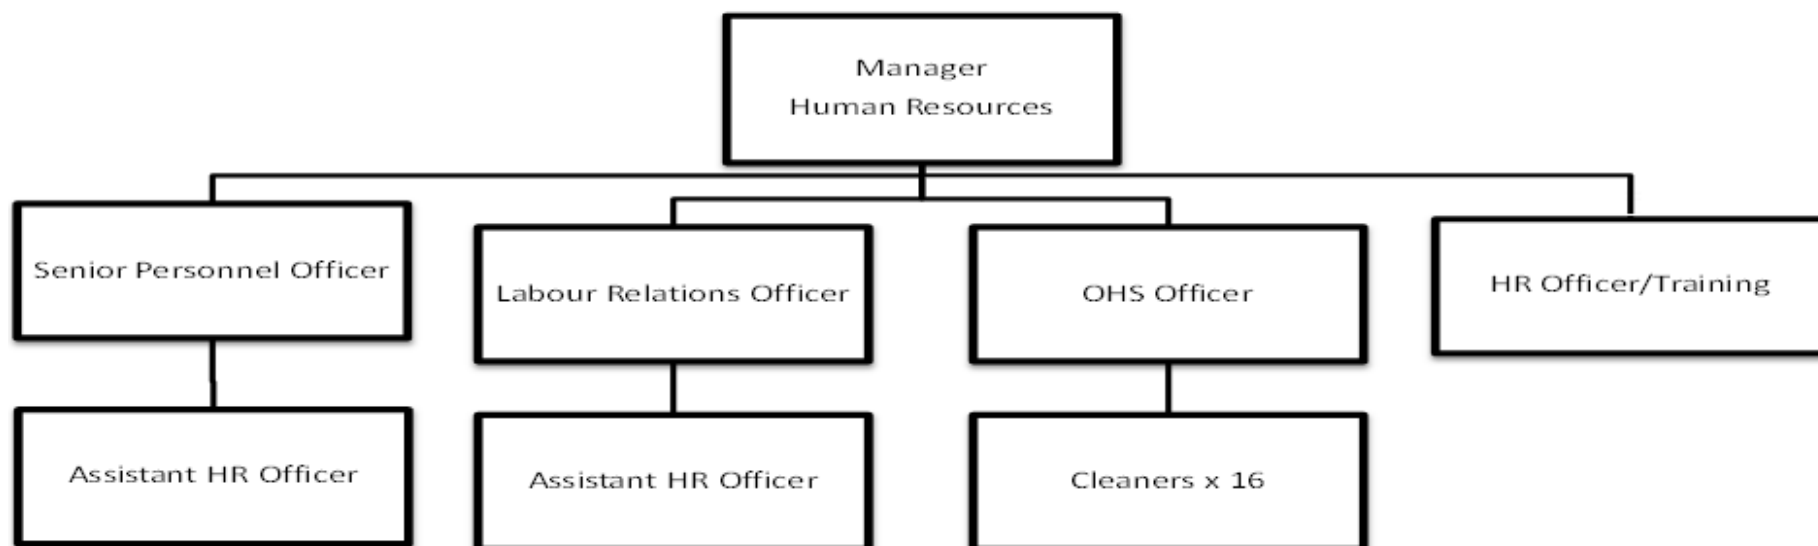 Manager
Human Resources
Senior Personnel Officer
Labour Relations Officer
OHS Officer
HR Officer/Training
Assistant HR Officer
Assistant HR Officer
Cleaners x 16